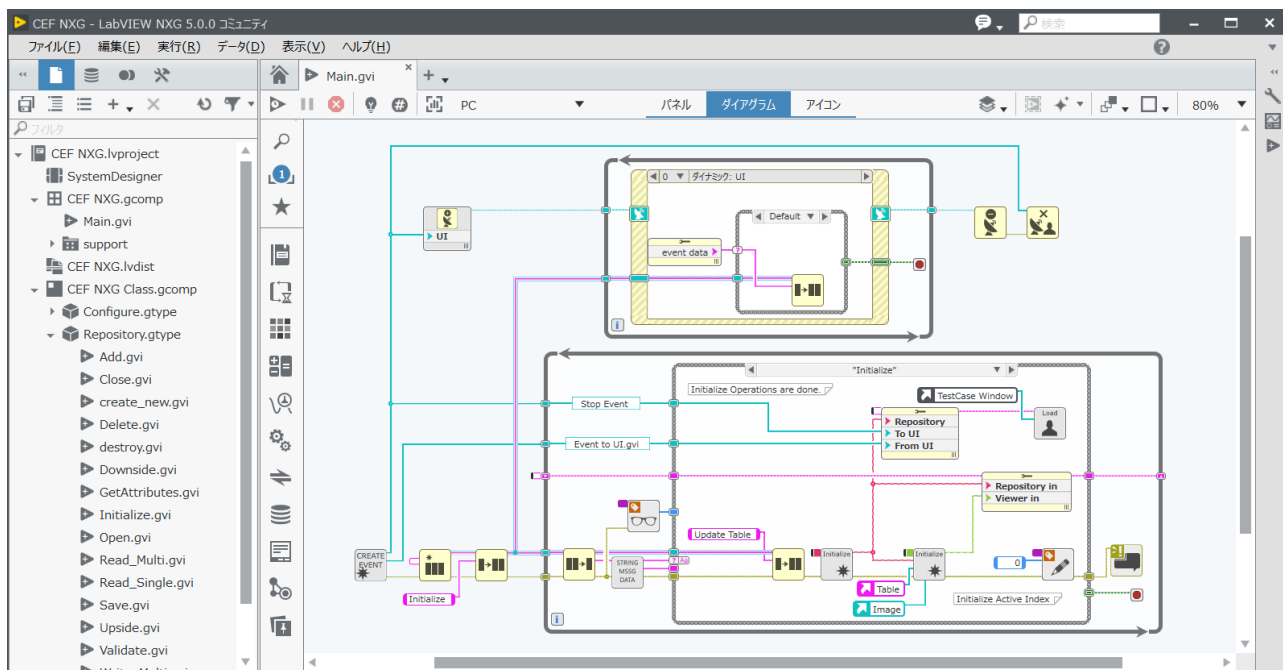 CEF NXG - LabVIEW NXG 5.0.0 コミュニティ
検索
ファイル(F) 編集(E) 実行(R) データ(D) 表示(V) ヘルプ(H)
Main.gvi
PC
パネル
ダイアグラム
アイコン
80%
フィルタ
CEF NXG.lvproject
SystemDesigner
CEF NXG.gcomp
Main.gvi
support
CEF NXG.lvdist
CEF NXG Class.gcomp
Configure.gtype
Repository.gtype
Add.gvi
Close.gvi
create_new.gvi
Delete.gvi
destroy.gvi
Downside.gvi
GetAttributes.gvi
Initialize.gvi
Open.gvi
Read_Multi.gvi
Read_Single.gvi
Save.gvi
Upside.gvi
Validate.gvi
1
UI
0 ダイナミック: UI
Default
event data
?
i
"Initialize"
Initialize Operations are done.
TestCase Window
Load
Stop Event
Repository
To UI
From UI
Event to UI.gvi
Repository in
Viewer in
Update Table
CREATE
EVENT
STRING
MSSG
DATA
Initialize
Initialize
0
Initialize
Table
Image
Initialize Active Index
i